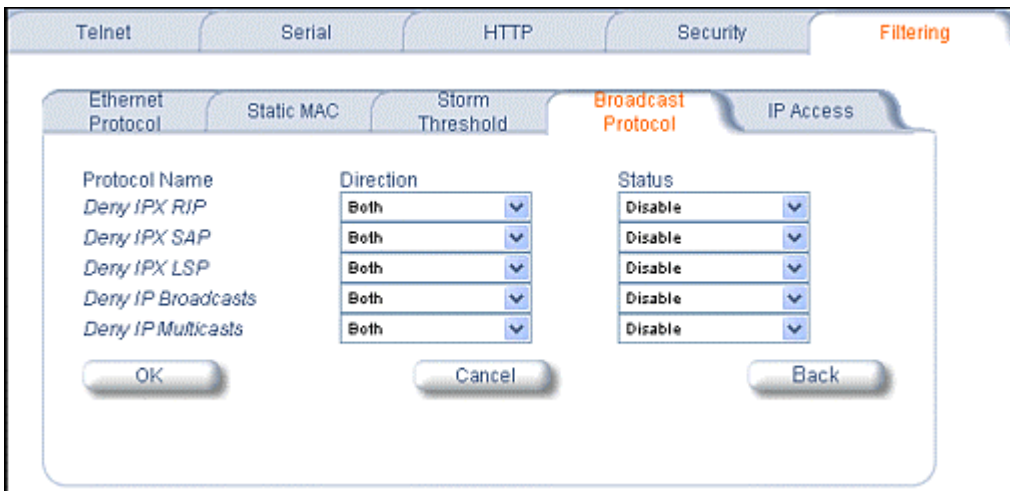 Telnet Serial HTTP Security Filtering
Ethernet Protocol Static MAC Storm Threshold Broadcast Protocol IP Access
Protocol Name Direction Status
Deny IPX RIP Both Disable
Deny IPX SAP Both Disable
Deny IPX LSP Both Disable
Deny IP Broadcasts Both Disable
Deny IP Multicasts Both Disable
OK Cancel Back